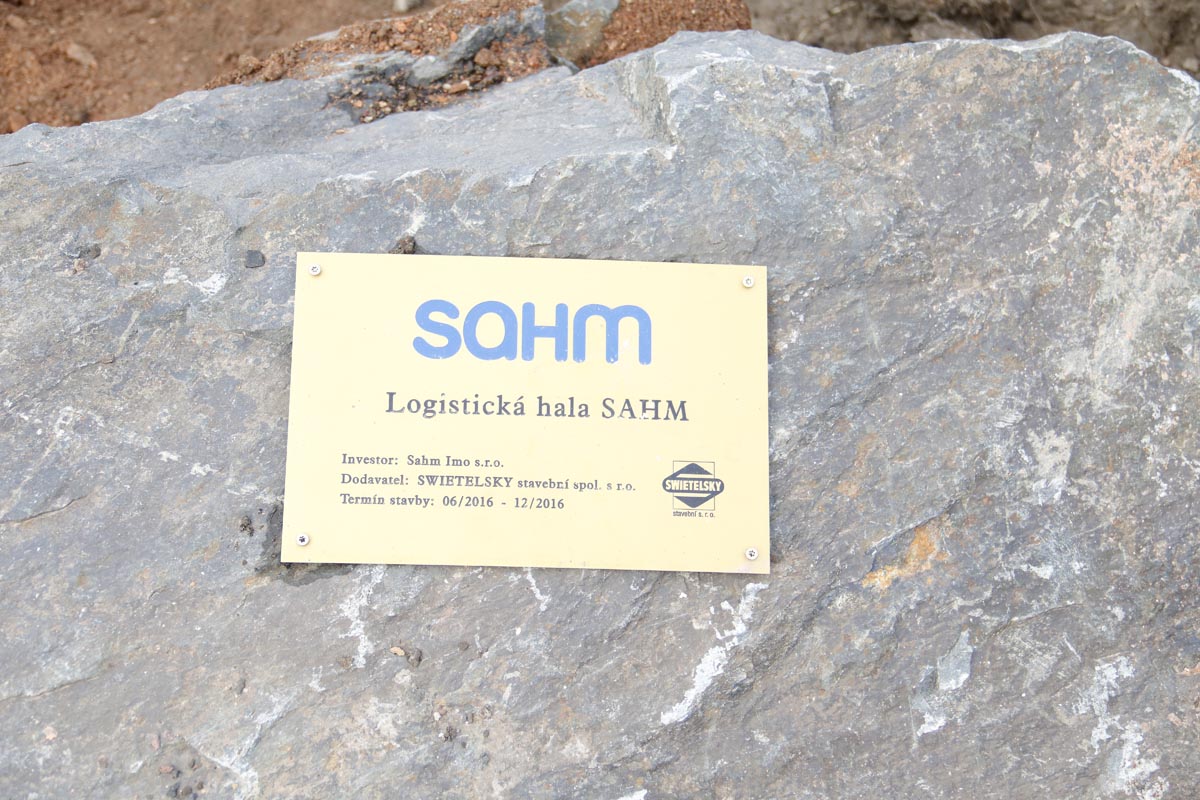 sahm
Logistická hala SAHM
Investor: Sahm Imo s.r.o.
Dodavatel: SWIETELSKY stavební spol. s r.o.
Termín stavby: 06/2016 - 12/2016
SWIETELSKY
stavební s. r. o.